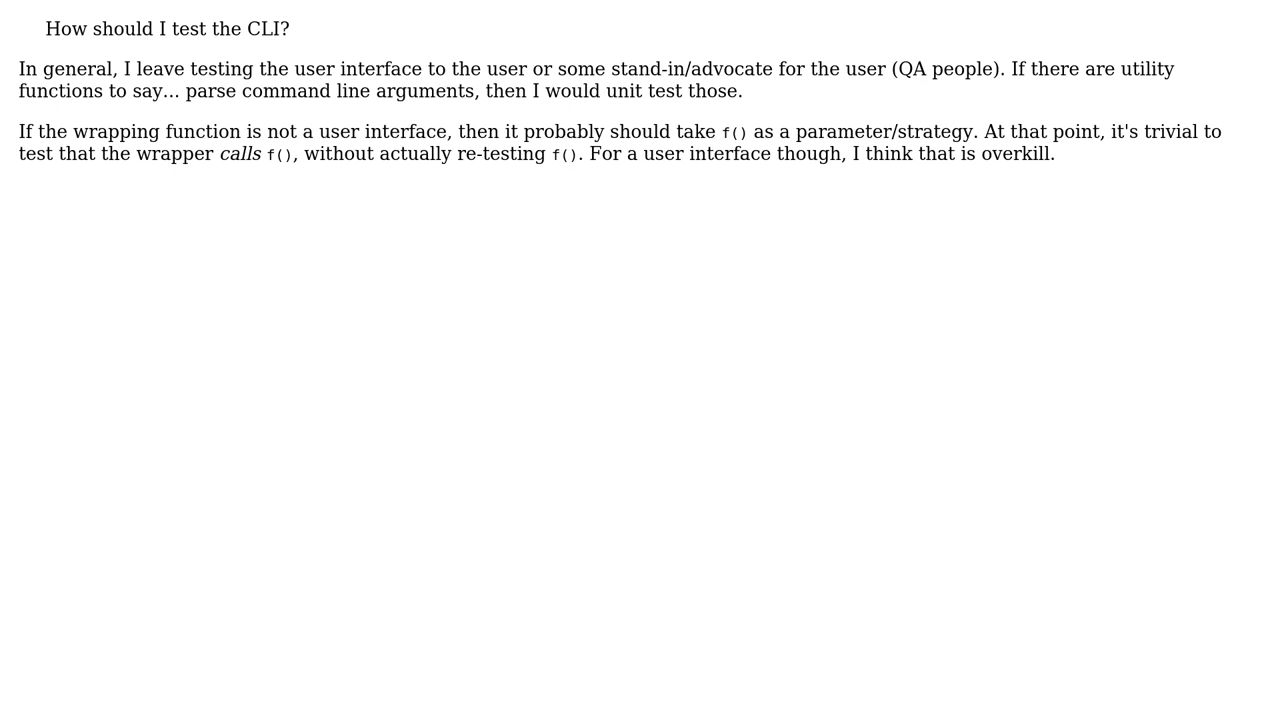 How should I test the CLI?
In general, I leave testing the user interface to the user or some stand-in/advocate for the user (QA people). If there are utility
functions to say... parse command line arguments, then I would unit test those.
If the wrapping function is not a user interface, then it probably should take f() as a parameter/strategy. At that point, it's trivial to
test that the wrapper calls f(), without actually re-testing f(). For a user interface though, I think that is overkill.